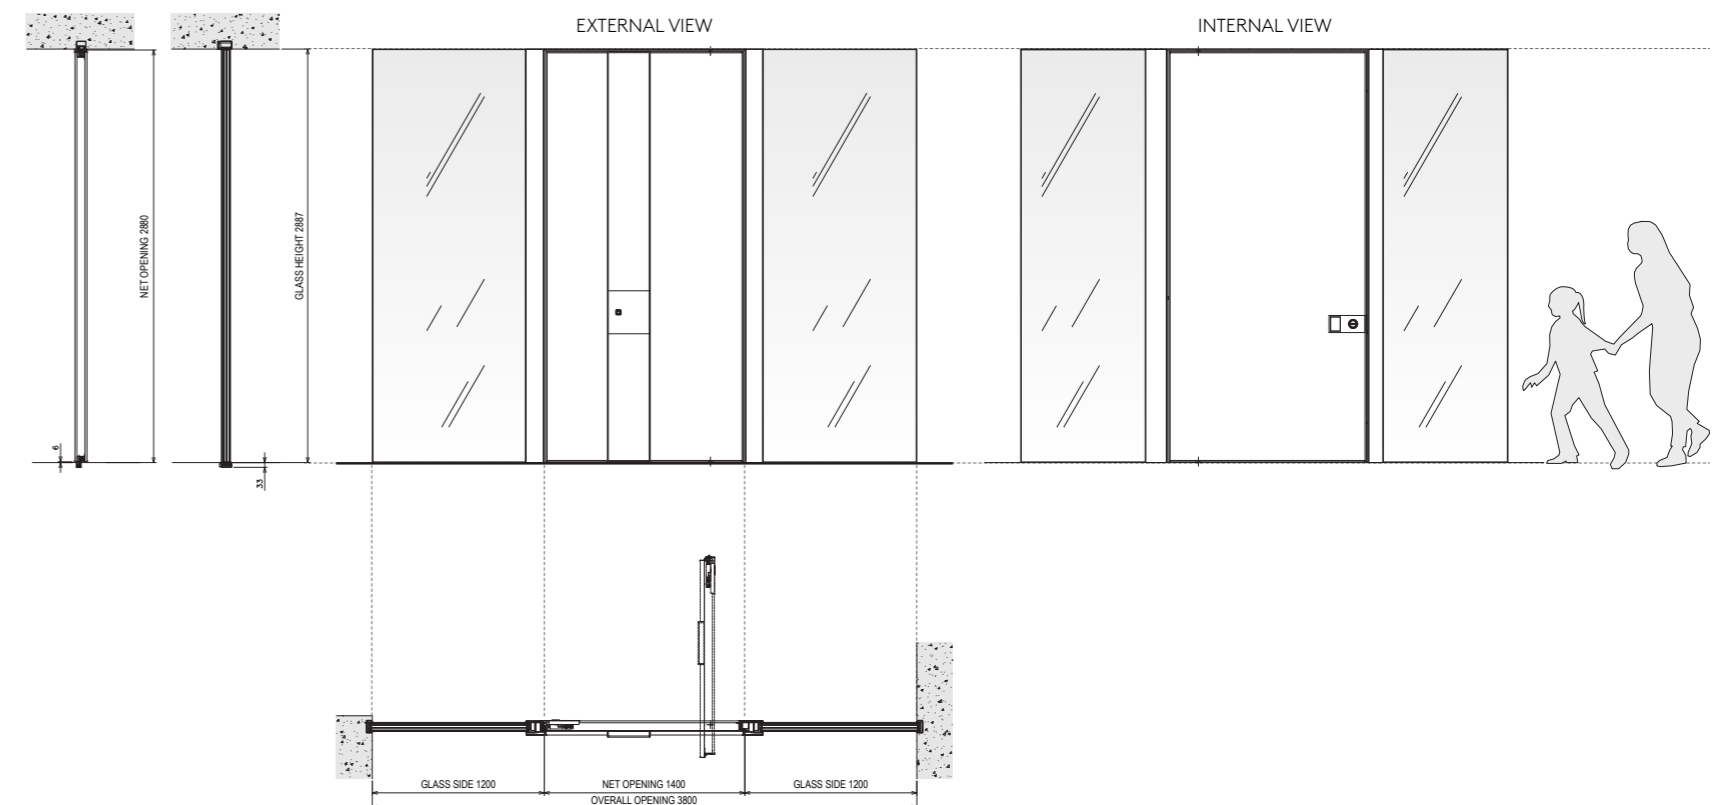 EXTERNAL VIEW
INTERNAL VIEW
NET OPENING 2880
GLASS HEIGHT 2887
6
33
GLASS SIDE 1200
NET OPENING 1400
GLASS SIDE 1200
OVERALL OPENING 3800